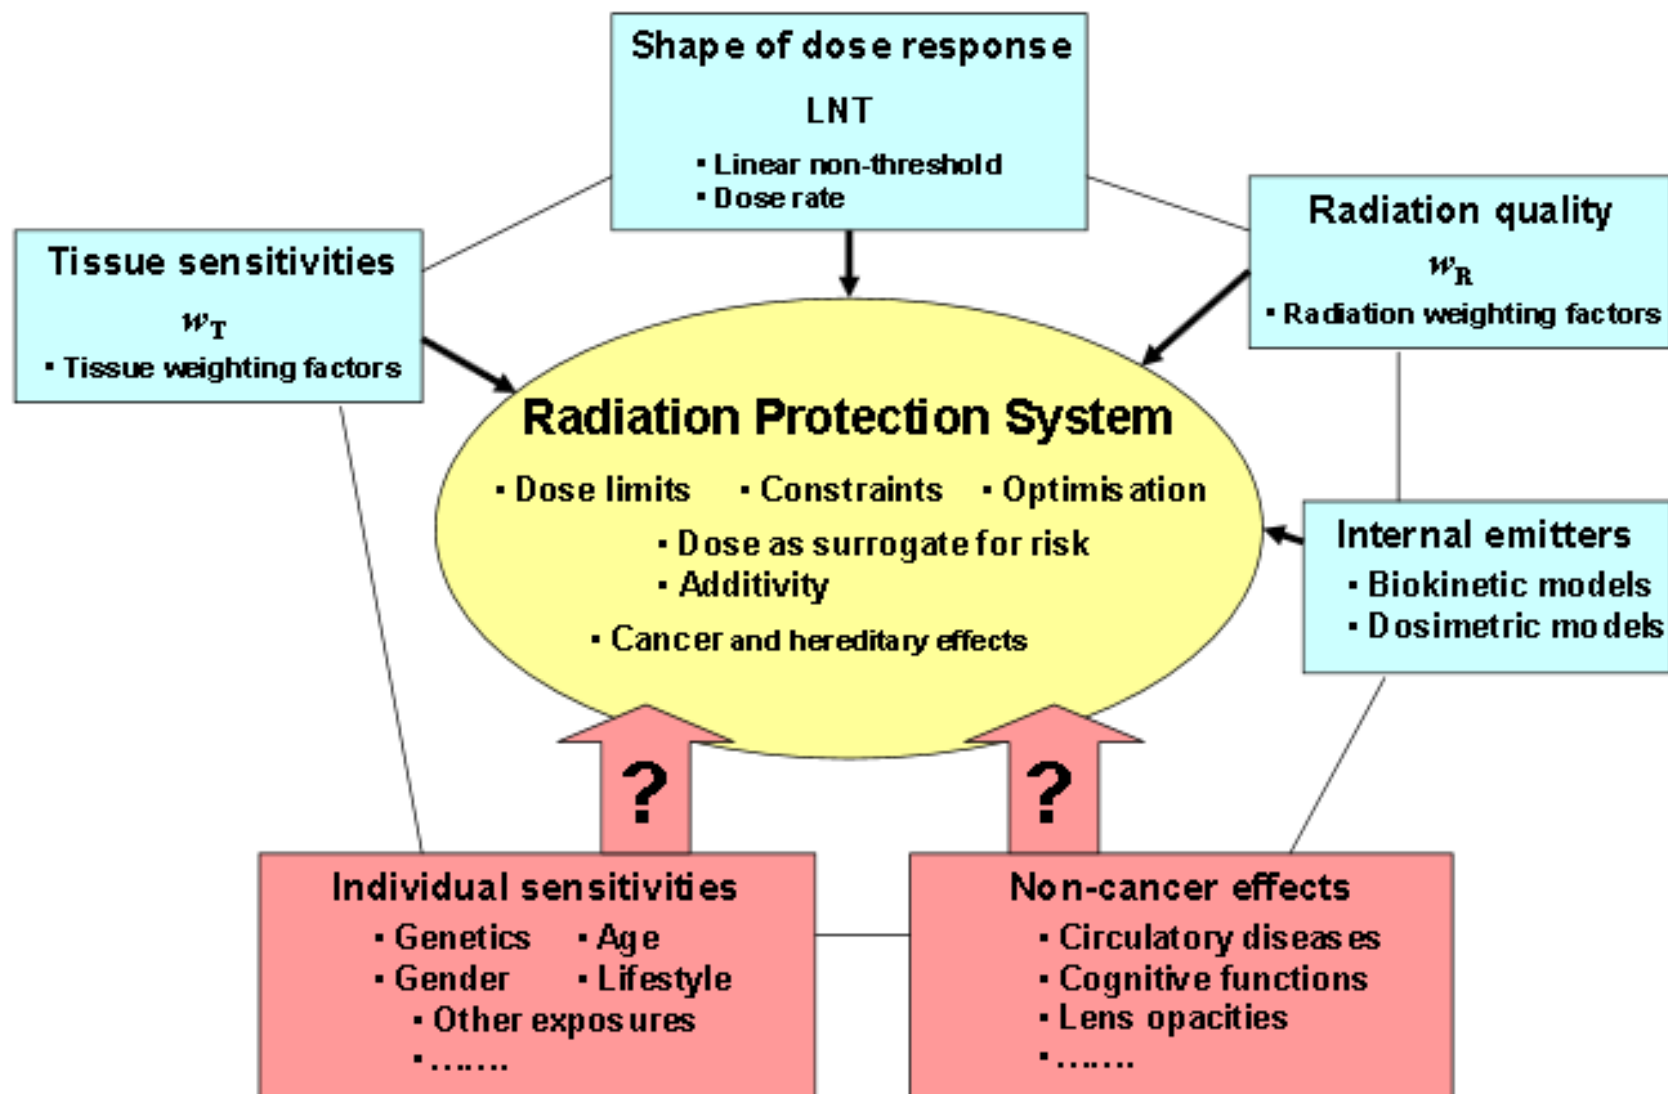 Shape of dose response
LNT
▪ Linear non-threshold
▪ Dose rate
Tissue sensitivities
wT
▪ Tissue weighting factors
Radiation quality
wR
▪ Radiation weighting factors
Radiation Protection System
▪ Dose limits ▪ Constraints ▪ Optimisation
▪ Dose as surrogate for risk
▪ Additivity
▪ Cancer and hereditary effects
Internal emitters
▪ Biokinetic models
▪ Dosimetric models
?
?
Individual sensitivities
▪ Genetics ▪ Age
▪ Gender ▪ Lifestyle
▪ Other exposures
▪ .......
Non-cancer effects
▪ Circulatory diseases
▪ Cognitive functions
▪ Lens opacities
▪ .......